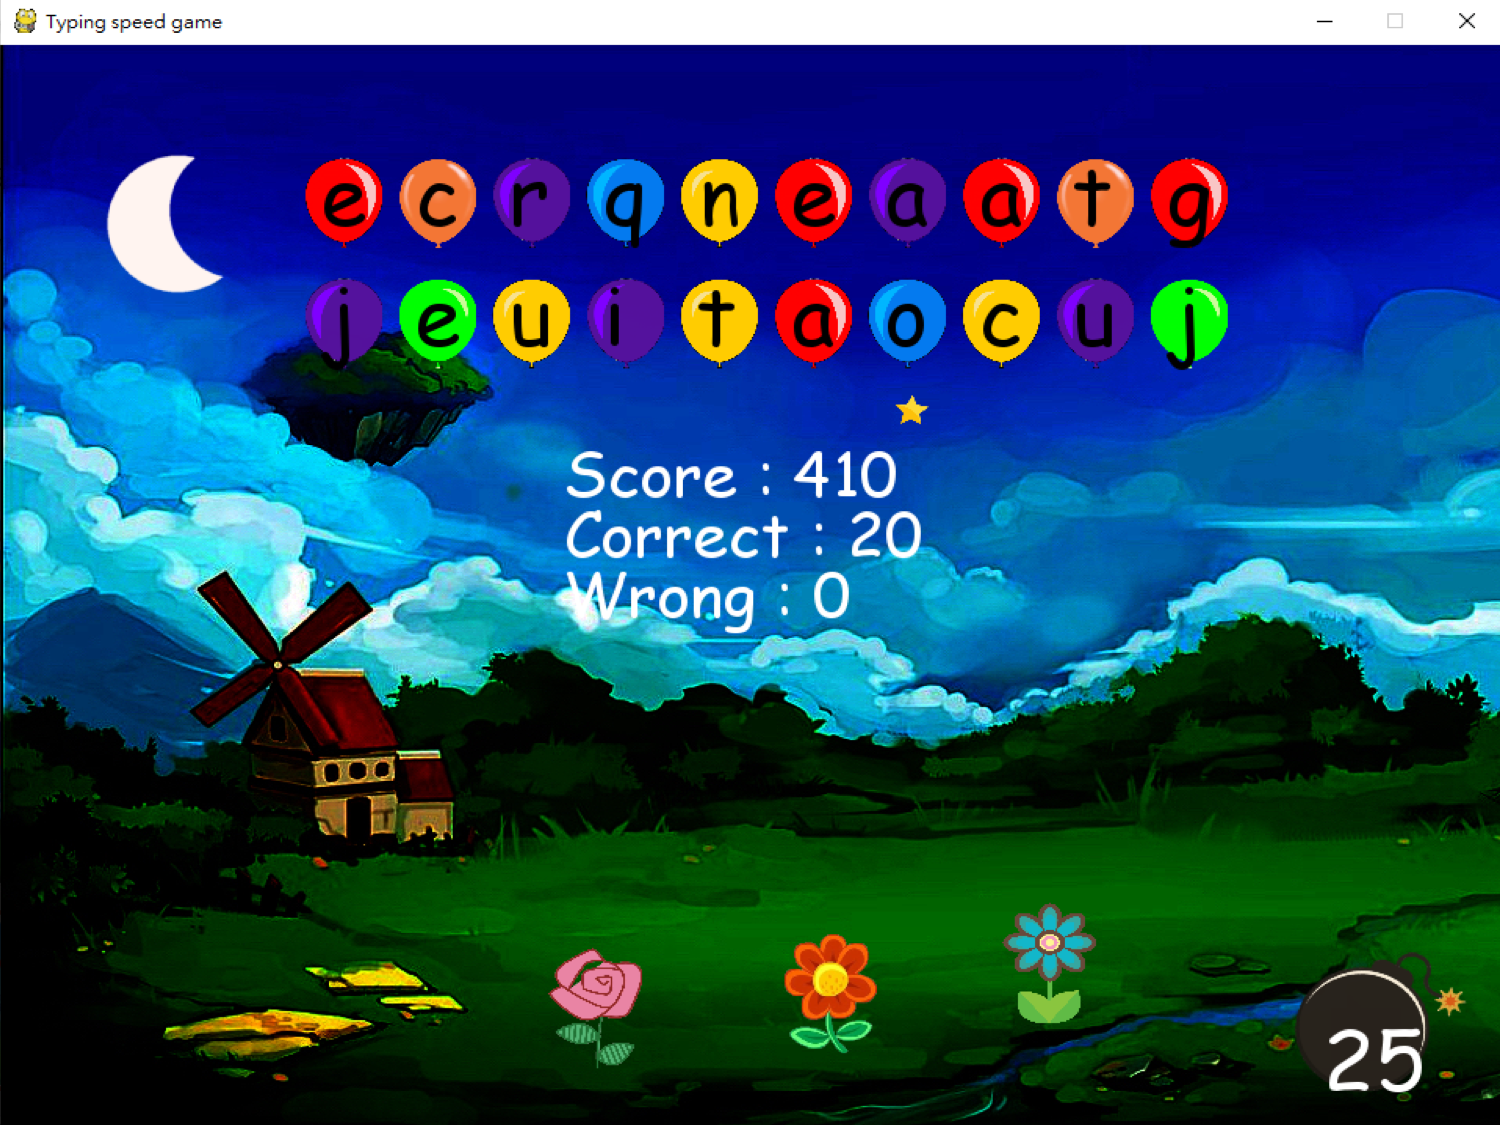 Typing speed game
e c r q n e a a t g
j e u i t a o c u j
Score : 410
Correct : 20
Wrong : 0
25